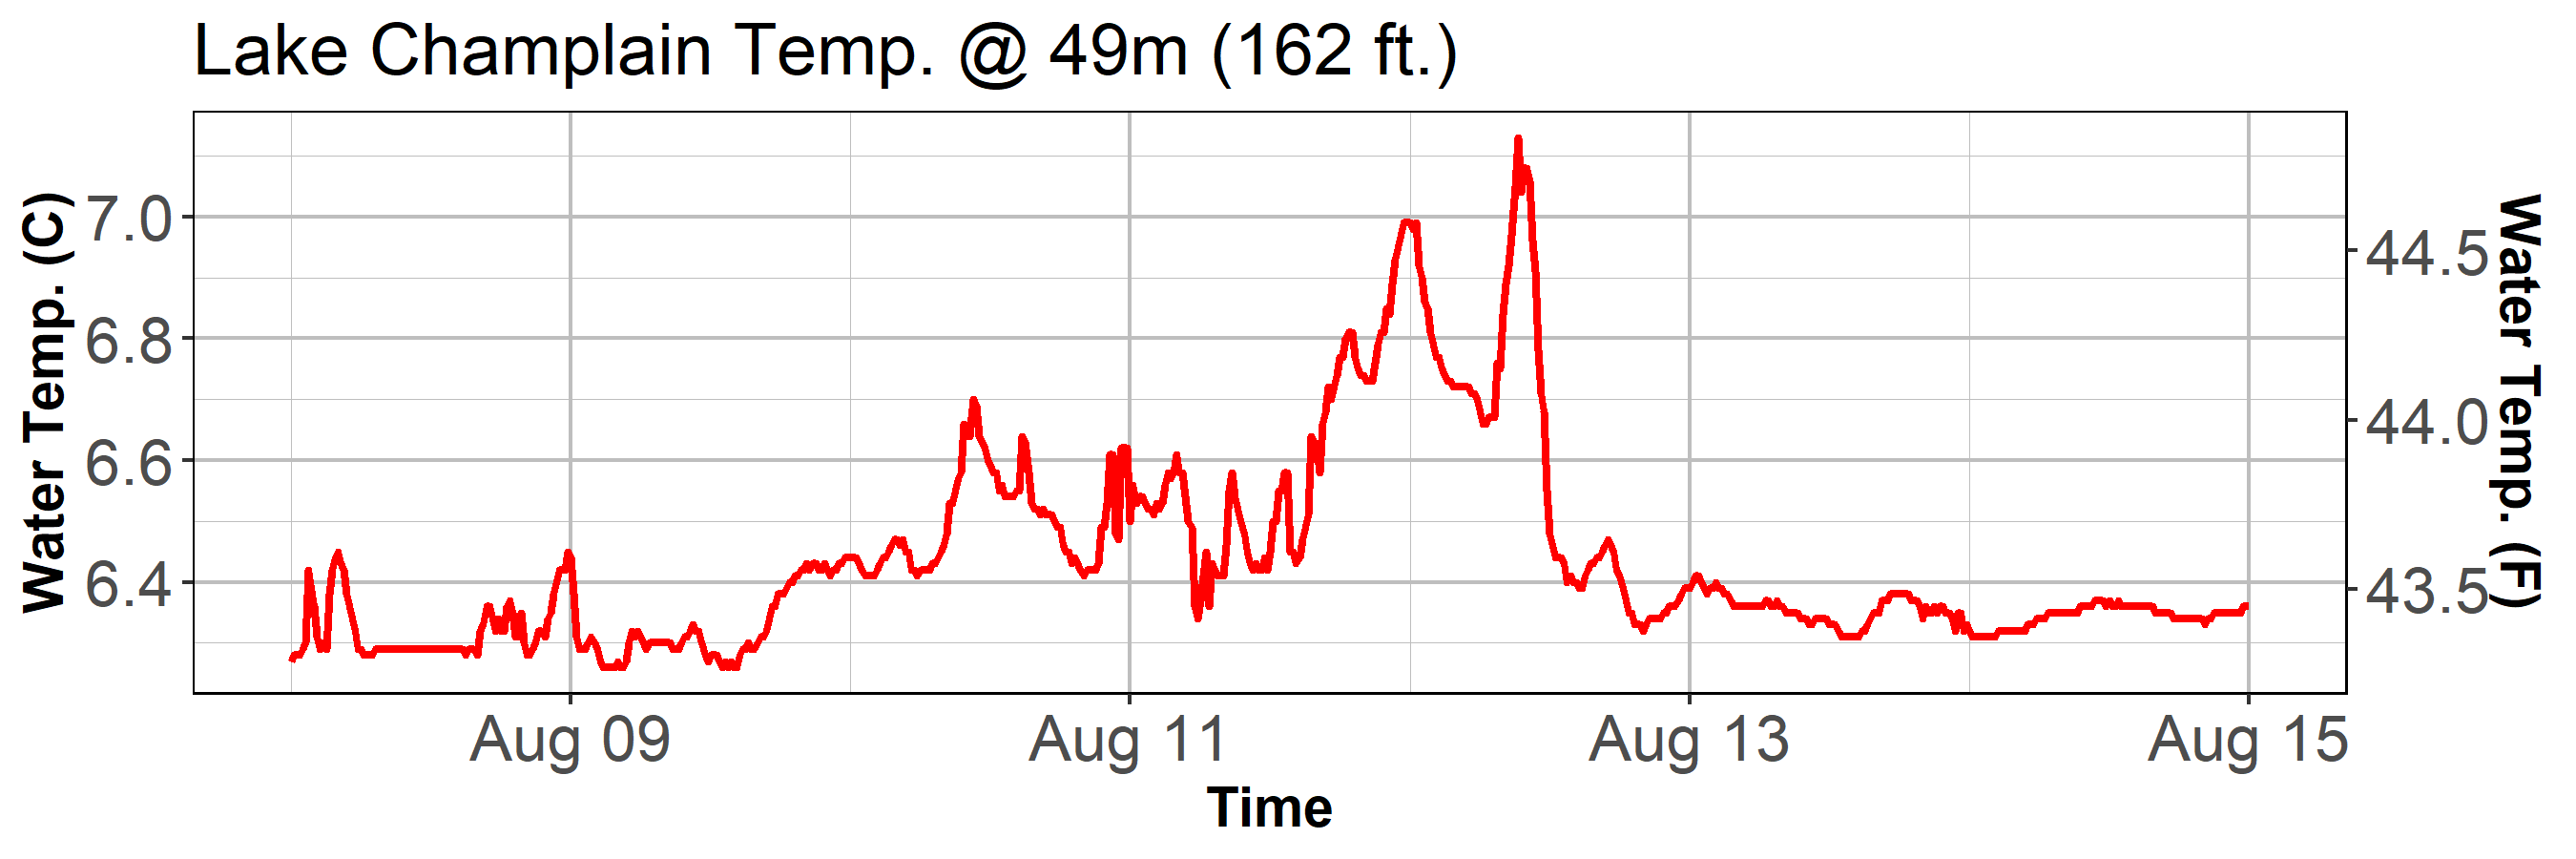 Lake Champlain Temp. @ 49m (162 ft.)
Water Temp. (C)
7.0
6.8
6.6
6.4
44.5
44.0
43.5
Water Temp. (F)
Aug 09
Aug 11
Aug 13
Aug 15
Time